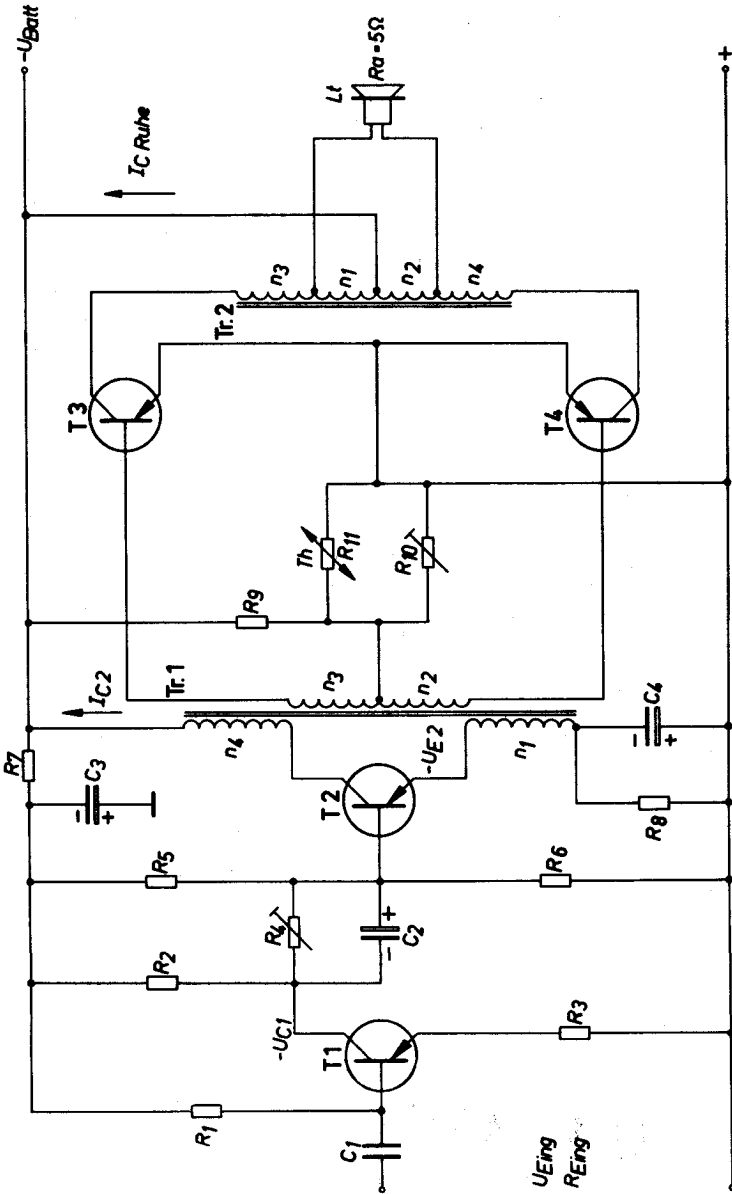 -UBatt
IC Ruhe
Lt
Ra=5Ω
+
n3
n1
n2
n4
Tr.2
T3
T4
Th
R11
R10
R9
Tr.1
IC2
n3
n2
n4
n1
R7
C3
-
+
T2
-UE2
C4
-
+
R8
R5
R6
R4
C2
-
+
R2
-UC1
T1
R3
R1
C1
UEing
REing